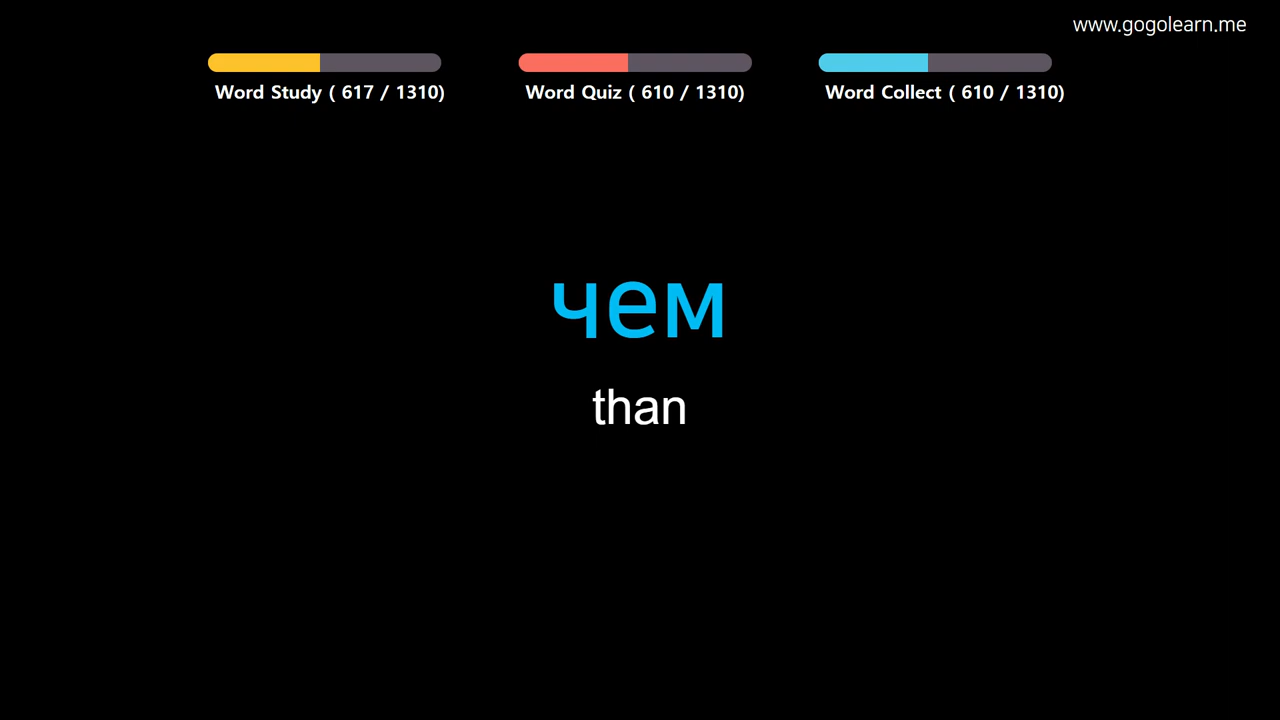 www.gogolearn.me
Word Study ( 617 / 1310)
Word Quiz ( 610 / 1310)
Word Collect ( 610 / 1310)
чем
than